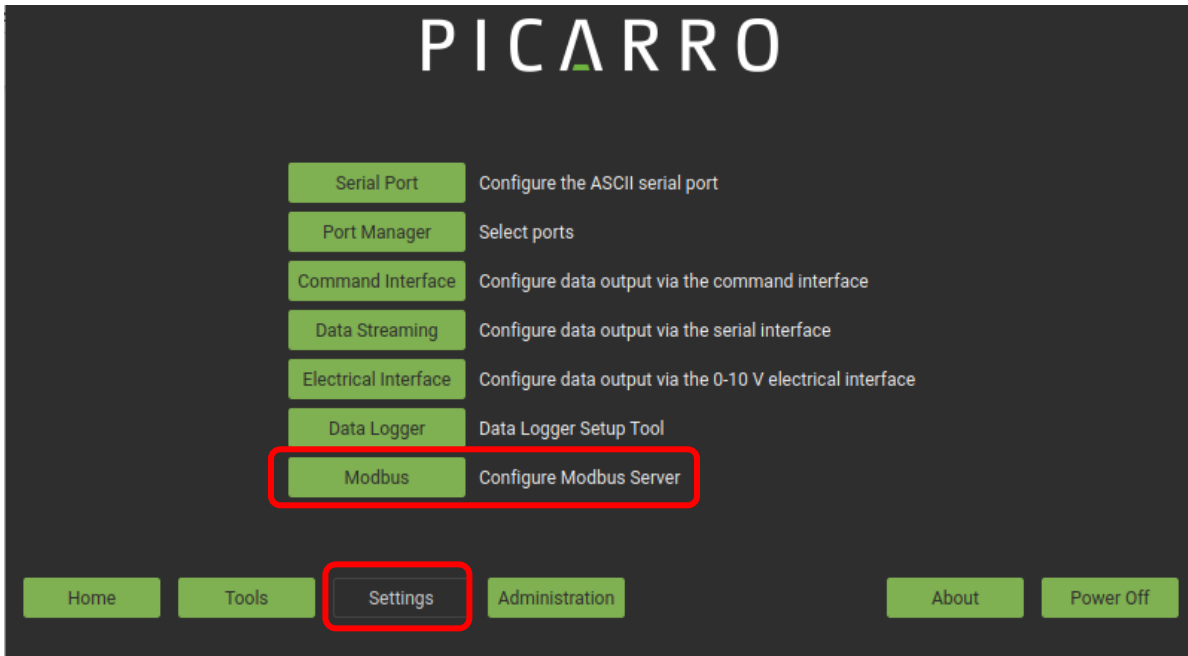 PICARRO
Serial Port Configure the ASCII serial port
Port Manager Select ports
Command Interface Configure data output via the command interface
Data Streaming Configure data output via the serial interface
Electrical Interface Configure data output via the 0-10 V electrical interface
Data Logger Data Logger Setup Tool
Modbus Configure Modbus Server
Home Tools Settings Administration About Power Off